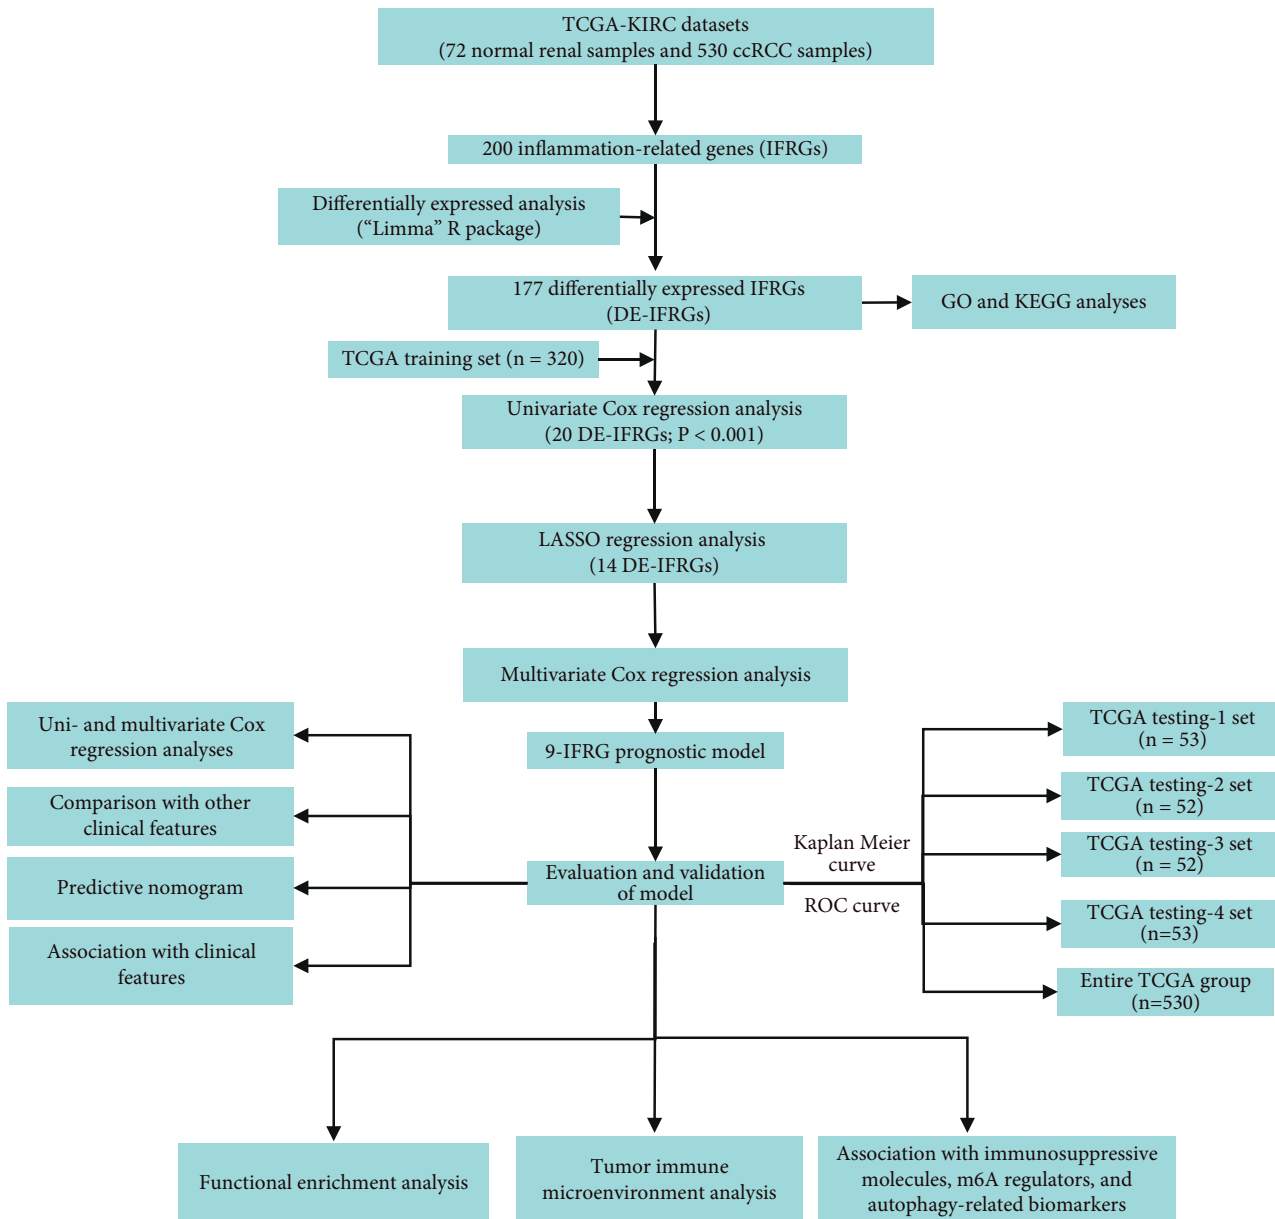 TCGA-KIRC datasets
(72 normal renal samples and 530 ccRCC samples)
200 inflammation-related genes (IFRGs)
Differentially expressed analysis
(“Limma” R package)
177 differentially expressed IFRGs
(DE-IFRGs)
GO and KEGG analyses
TCGA training set (n = 320)
Univariate Cox regression analysis
(20 DE-IFRGs; P < 0.001)
LASSO regression analysis
(14 DE-IFRGs)
Multivariate Cox regression analysis
9-IFRG prognostic model
Evaluation and validation
of model
Uni- and multivariate Cox
regression analyses
Comparison with other
clinical features
Predictive nomogram
Association with clinical
features
Kaplan Meier
curve
ROC curve
TCGA testing-1 set
(n = 53)
TCGA testing-2 set
(n = 52)
TCGA testing-3 set
(n = 52)
TCGA testing-4 set
(n=53)
Entire TCGA group
(n=530)
Functional enrichment analysis
Tumor immune
microenvironment analysis
Association with immunosuppressive
molecules, m6A regulators, and
autophagy-related biomarkers